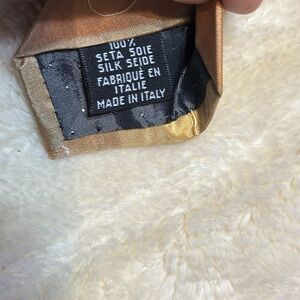 100%
SETA SOIE
SILK SEIDE
FABRIQUÉ EN
ITALIE
MADE IN ITALY